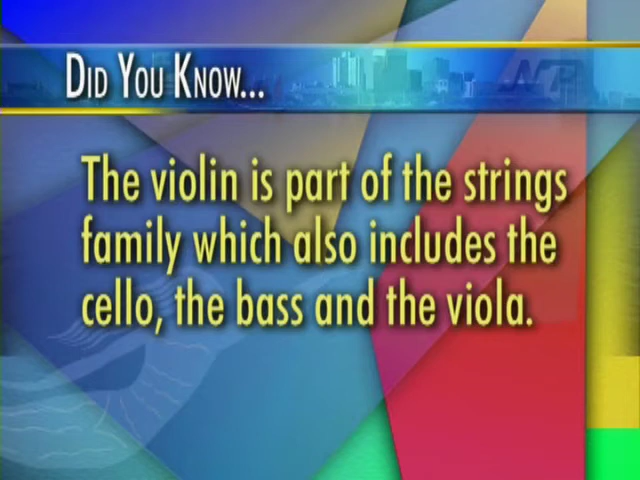 Did You Know...
The violin is part of the strings
family which also includes the
cello, the bass and the viola.